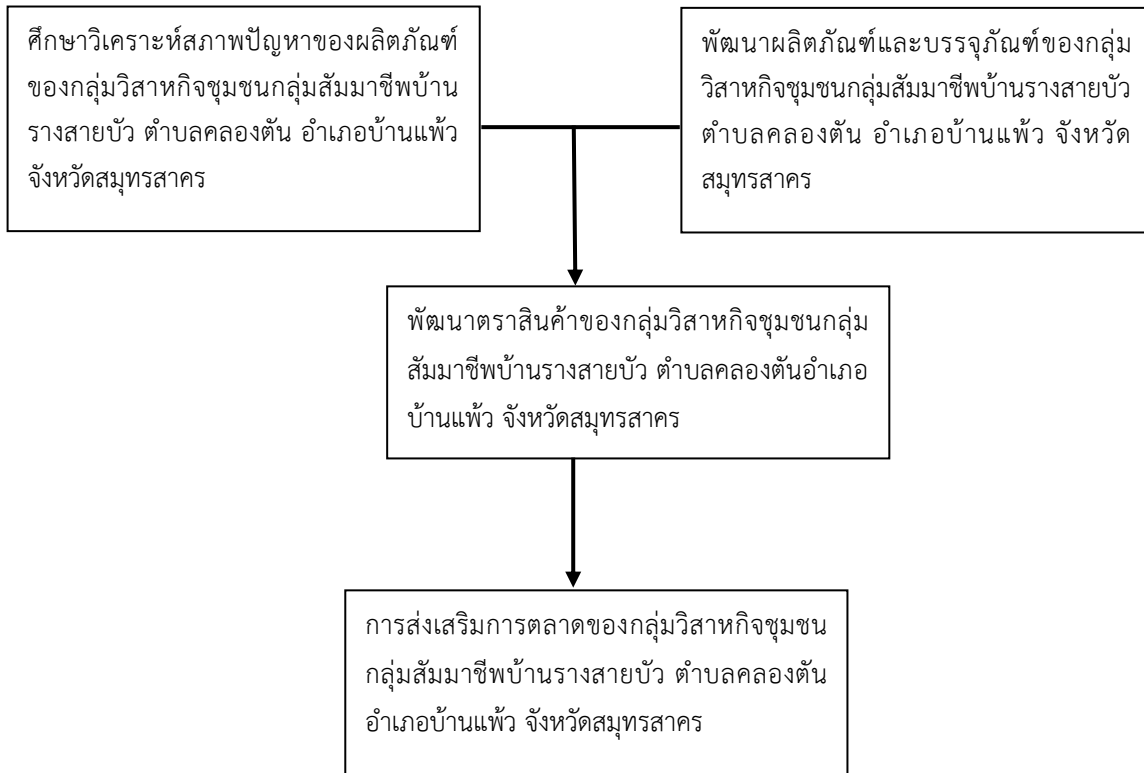 ศึกษาวิเคราะห์สภาพปัญหาของผลิตภัณฑ์
ของกลุ่มวิสาหกิจชุมชนกลุ่มสัมมาชีพบ้าน
รางสายบัว ตำบลคลองตัน อำเภอบ้านแพ้ว
จังหวัดสมุทรสาคร
พัฒนาผลิตภัณฑ์และบรรจุภัณฑ์ของกลุ่ม
วิสาหกิจชุมชนกลุ่มสัมมาชีพบ้านรางสายบัว
ตำบลคลองตัน อำเภอบ้านแพ้ว จังหวัด
สมุทรสาคร
พัฒนาตราสินค้าของกลุ่มวิสาหกิจชุมชนกลุ่ม
สัมมาชีพบ้านรางสายบัว ตำบลคลองตันอำเภอ
บ้านแพ้ว จังหวัดสมุทรสาคร
การส่งเสริมการตลาดของกลุ่มวิสาหกิจชุมชน
กลุ่มสัมมาชีพบ้านรางสายบัว ตำบลคลองตัน
อำเภอบ้านแพ้ว จังหวัดสมุทรสาคร